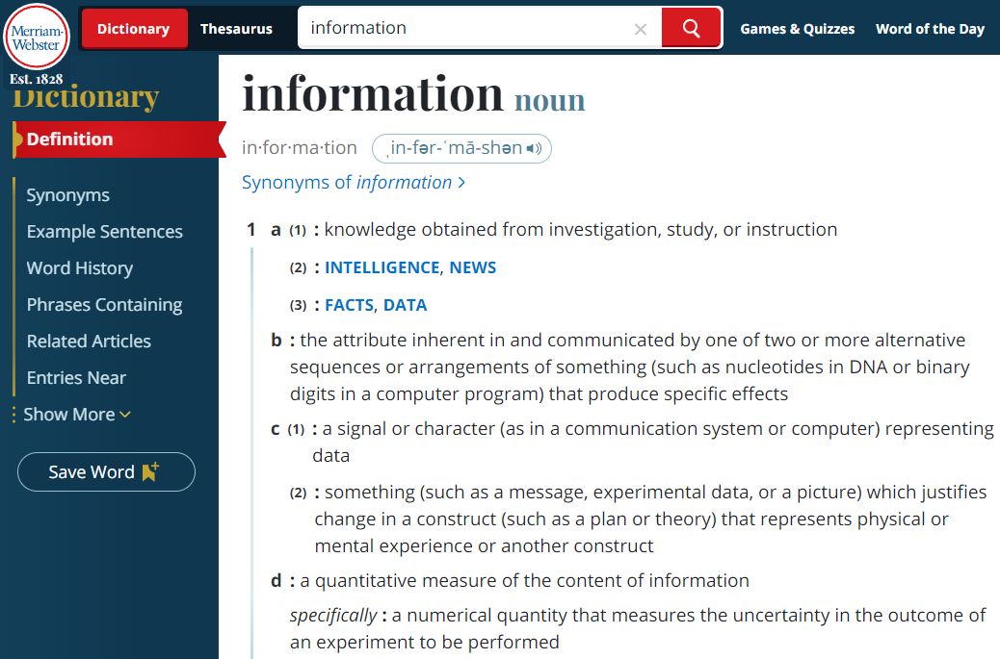 Merriam-
Webster
Est. 1828
Dictionary
Thesaurus
information
Games & Quizzes
Word of the Day
Dictionary
Definition
Synonyms
Example Sentences
Word History
Phrases Containing
Related Articles
Entries Near
Show More
Save Word
information noun
in·for·ma·tion ˌin-fər-ˈmā-shən
Synonyms of information
1 a (1) : knowledge obtained from investigation, study, or instruction
(2) : INTELLIGENCE, NEWS
(3) : FACTS, DATA
b : the attribute inherent in and communicated by one of two or more alternative
sequences or arrangements of something (such as nucleotides in DNA or binary
digits in a computer program) that produce specific effects
c (1) : a signal or character (as in a communication system or computer) representing
data
(2) : something (such as a message, experimental data, or a picture) which justifies
change in a construct (such as a plan or theory) that represents physical or
mental experience or another construct
d : a quantitative measure of the content of information
specifically : a numerical quantity that measures the uncertainty in the outcome of
an experiment to be performed